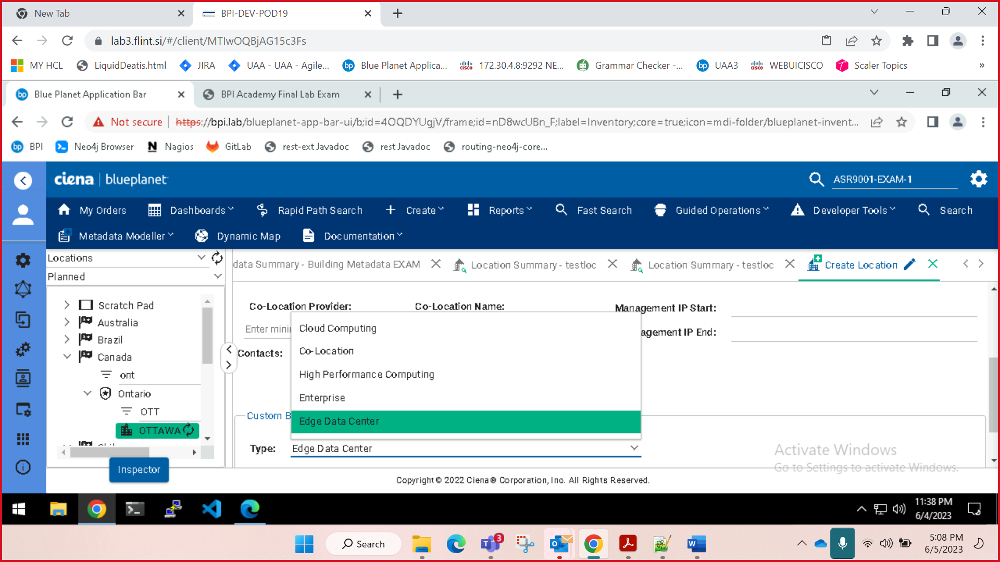 New Tab
BPI-DEV-POD19
lab3.flint.si/#/client/MTIwOQBjAG15c3Fs
MY HCL
LiquidDeatis.html
JIRA
UAA - UAA - Agile...
Blue Planet Applica...
172.30.4.8:9292 NE...
Grammar Checker -...
UAA3
WEBUICISCO
Scaler Topics
»
Blue Planet Application Bar
BPI Academy Final Lab Exam
Not secure
https://bpi.lab/blueplanet-app-bar-ui/b;id=4OQDYUgjV/frame;id=nD8wcUBn_F;label=Inventory;core=true;icon=mdi-folder/blueplanet-invent...
BPI
Neo4j Browser
Nagios
GitLab
rest-ext Javadoc
rest Javadoc
routing-neo4j-core...
ciena | blueplanet
ASR9001-EXAM-1
My Orders
Dashboards
Rapid Path Search
Create
Reports
Fast Search
Guided Operations
Developer Tools
Search
Metadata Modeller
Dynamic Map
Documentation
Locations
Planned
data Summary - Building Metadata EXAM
Location Summary - testloc
Location Summary - testloc
Create Location
Scratch Pad
Australia
Brazil
Canada
ont
Ontario
OTT
OTTAWA
Inspector
Co-Location Provider:
Co-Location Name:
Management IP Start:
Enter mini
agement IP End:
Contacts:
Cloud Computing
Co-Location
High Performance Computing
Enterprise
Edge Data Center
Custom B
Type:
Edge Data Center
Activate Windows
Go to Settings to activate Windows.
Copyright © 2022 Ciena® Corporation, Inc. All Rights Reserved.
11:38 PM
6/4/2023
Search
3
5:08 PM
6/5/2023